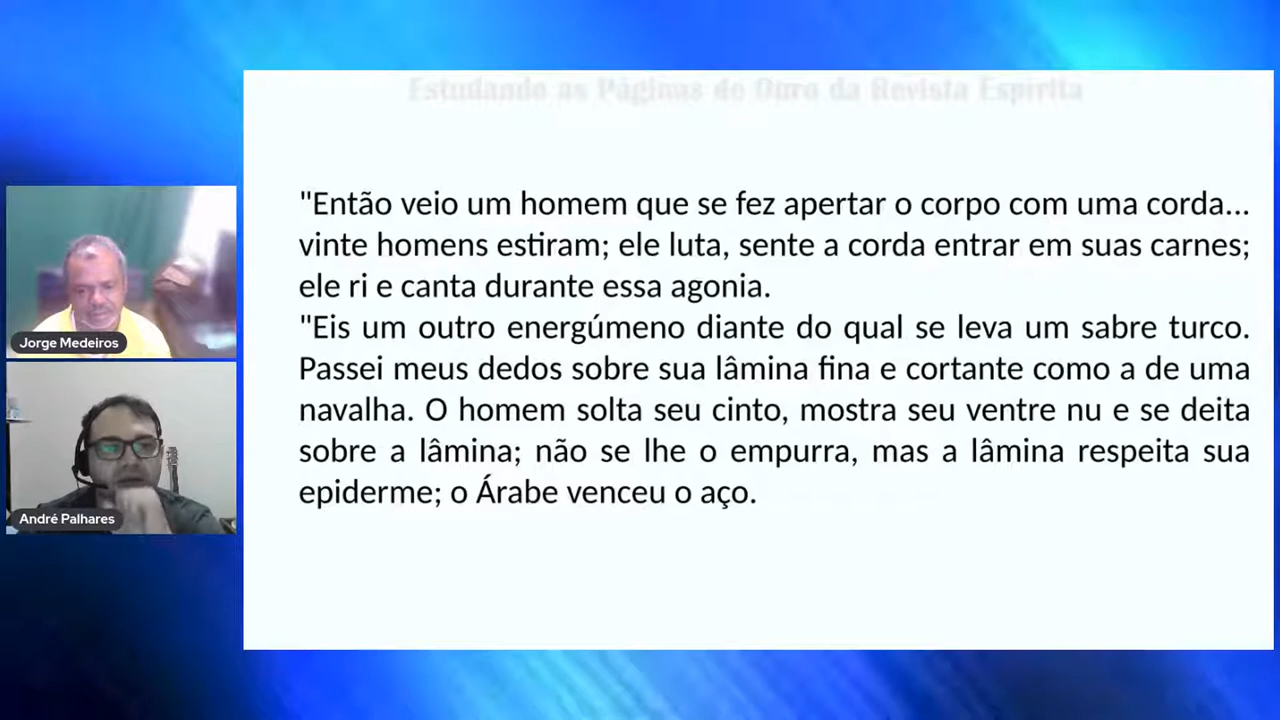 Estudando as Páginas de Ouro da Revista Espírita
"Então veio um homem que se fez apertar o corpo com uma corda...
vinte homens estiram; ele luta, sente a corda entrar em suas carnes;
ele ri e canta durante essa agonia.
"Eis um outro energúmeno diante do qual se leva um sabre turco.
Passei meus dedos sobre sua lâmina fina e cortante como a de uma
navalha. O homem solta seu cinto, mostra seu ventre nu e se deita
sobre a lâmina; não se lhe o empurra, mas a lâmina respeita sua
epiderme; o Árabe venceu o aço.
Jorge Medeiros
André Palhares